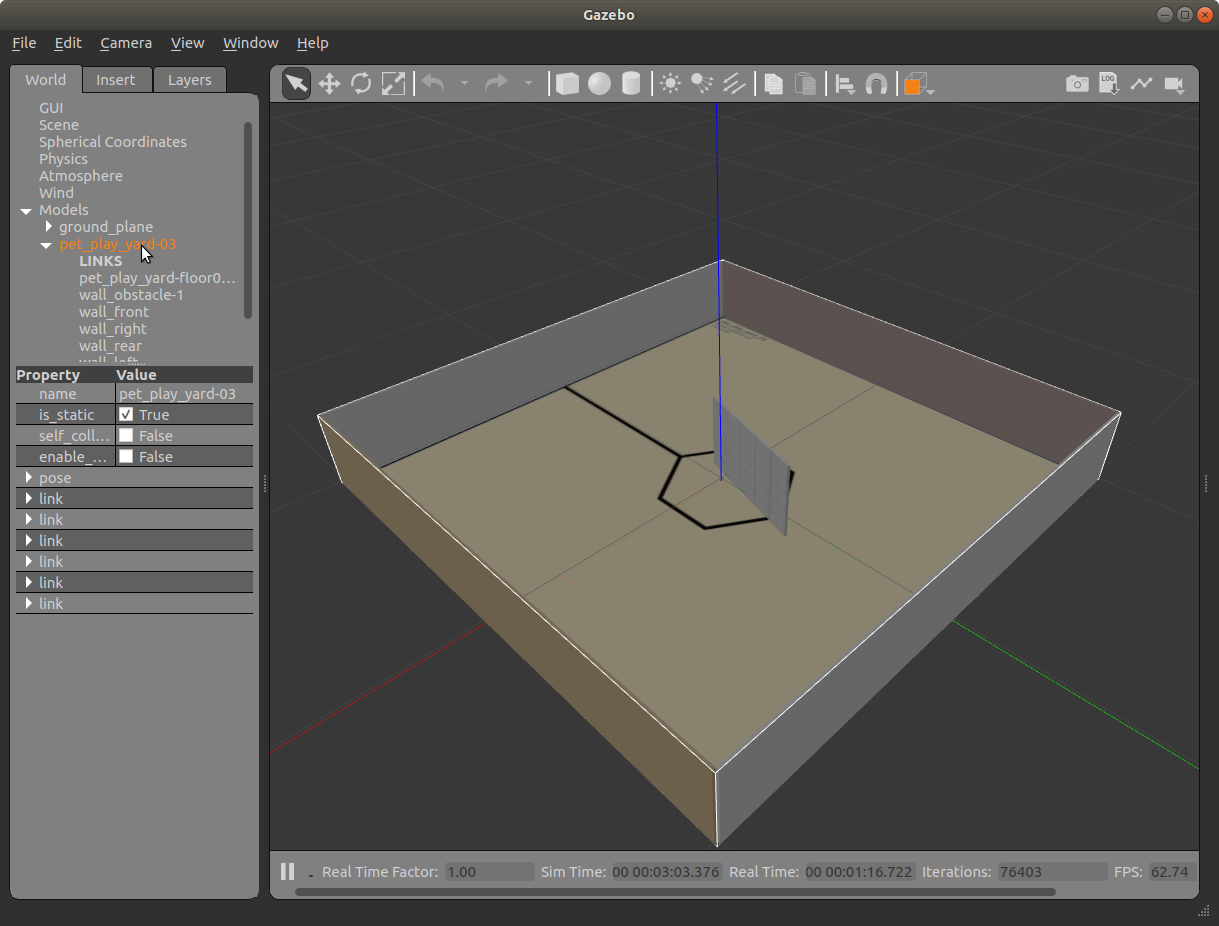 Gazebo
File Edit Camera View Window Help
World Insert Layers
LOG
GUI
Scene
Spherical Coordinates
Physics
Atmosphere
Wind
Models
ground_plane
pet_play_yard-03
LINKS
pet_play_yard-floor0...
wall_obstacle-1
wall_front
wall_right
wall_rear
wall_left
Property Value
name pet_play_yard-03
is_static True
self_coll... False
enable_... False
pose
link
link
link
link
link
link
Real Time Factor: 1.00 Sim Time: 00 00:03:03.376 Real Time: 00 00:01:16.722 Iterations: 76403 FPS: 62.74